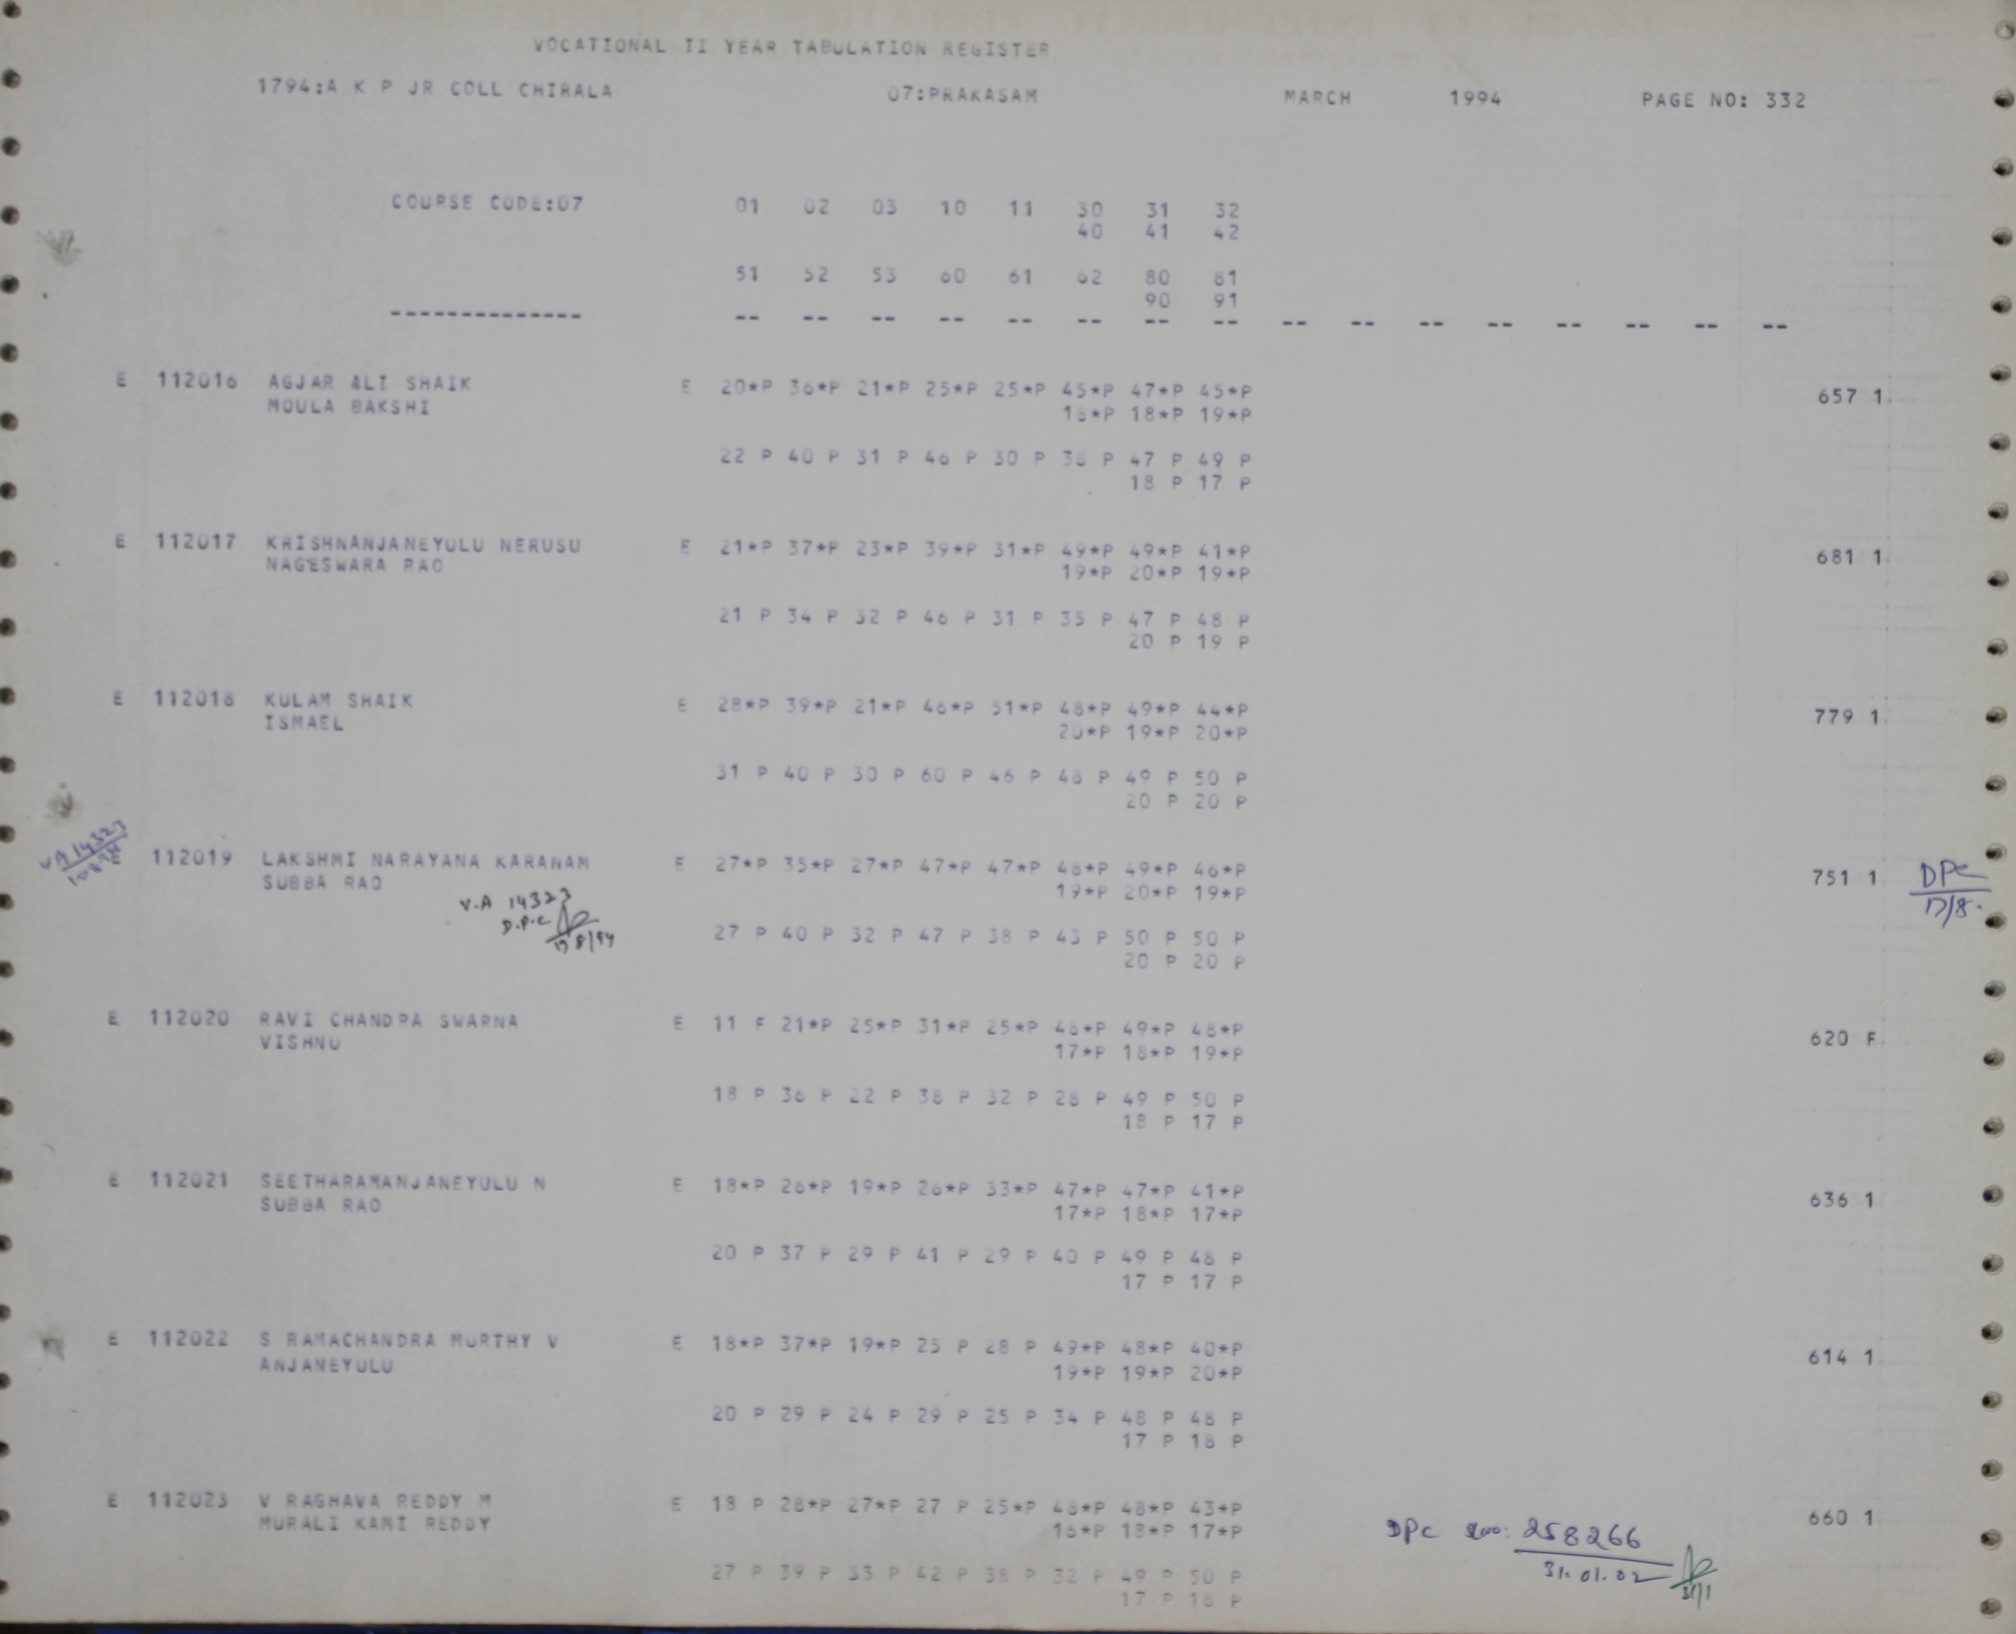 VOCATIONAL II YEAR TABULATION REGISTER
1794:A K P JR COLL CHIRALA 07:PRAKASAM MARCH 1994 PAGE NO: 332
COURSE CODE:07 01 02 03 10 11 30 31 32
40 41 42
51 52 53 60 61 62 80 81
90 91
-------------- -- -- -- -- -- -- -- -- -- -- -- -- -- -- -- --
E 112016 AGJAR ALI SHAIK E 20*P 36*P 21*P 25*P 25*P 45*P 47*P 45*P 657 1
MOULA BAKSHI 18*P 18*P 19*P
22 P 40 P 31 P 46 P 30 P 38 P 47 P 49 P
18 P 17 P
E 112017 KRISHNANJANEYULU NERUSU E 21*P 37*P 23*P 39*P 31*P 49*P 49*P 41*P 681 1
NAGESWARA RAO 19*P 20*P 19*P
21 P 34 P 32 P 46 P 31 P 35 P 47 P 48 P
20 P 19 P
E 112018 KULAM SHAIK E 28*P 39*P 21*P 46*P 51*P 48*P 49*P 44*P 779 1
ISMAEL 20*P 19*P 20*P
31 P 40 P 30 P 60 P 46 P 48 P 49 P 50 P
20 P 20 P
VA 14323
E 112019 LAKSHMI NARAYANA KARANAM E 27*P 35*P 27*P 47*P 47*P 48*P 49*P 46*P 751 1 DPC
SUBBA RAO 19*P 20*P 19*P 17/8.
V.A 14323
D.P.C
17/8/94
27 P 40 P 32 P 47 P 38 P 43 P 50 P 50 P
20 P 20 P
E 112020 RAVI CHANDRA SWARNA E 11 F 21*P 25*P 31*P 25*P 48*P 49*P 48*P 620 F
VISHNU 17*P 18*P 19*P
18 P 36 P 22 P 38 P 32 P 28 P 49 P 50 P
18 P 17 P
E 112021 SEETHARAMANJANEYULU N E 18*P 26*P 19*P 26*P 33*P 47*P 47*P 41*P 636 1
SUBBA RAO 17*P 18*P 17*P
20 P 37 P 29 P 41 P 29 P 40 P 49 P 48 P
17 P 17 P
E 112022 S RAMACHANDRA MURTHY V E 18*P 37*P 19*P 25 P 28 P 49*P 48*P 40*P 614 1
ANJANEYULU 19*P 19*P 20*P
20 P 29 P 24 P 29 P 25 P 34 P 48 P 48 P
17 P 18 P
E 112023 V RAGHAVA REDDY M E 18 P 28*P 27*P 27 P 25*P 48*P 48*P 43*P 660 1
MURALI KAMI REDDY 16*P 18*P 17*P
DPC 258266
31.01.02
27 P 39 P 33 P 42 P 38 P 32 P 49 P 50 P
17 P 18 P